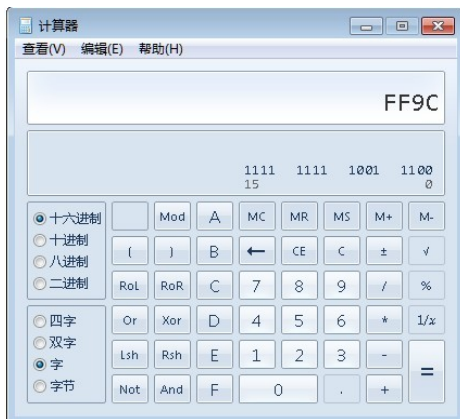 计算器
查看(V) 编辑(E) 帮助(H)
FF9C
1111 1111 1001 1100
15 0
十六进制 Mod A MC MR MS M+ M-
十进制 ( ) B ← CE C ± √
八进制
二进制 RoL RoR C 7 8 9 / %
四字 Or Xor D 4 5 6 * 1/x
双字
字 Lsh Rsh E 1 2 3 - =
字节 Not And F 0 . +